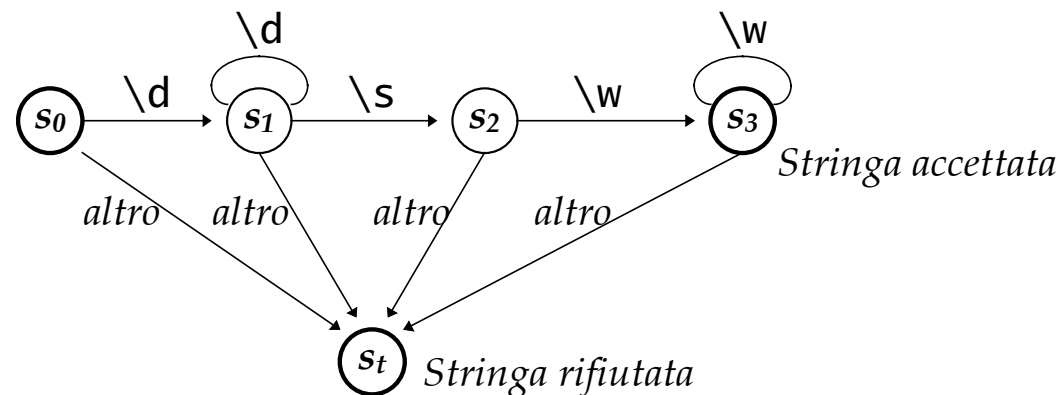 \d \w
\d \s \w
s0 s1 s2 s3
Stringa accettata
altro altro altro altro
st Stringa rifiutata